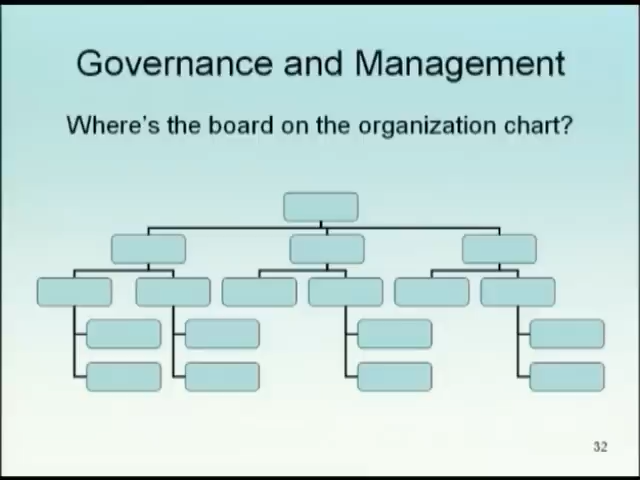 Governance and Management
Where's the board on the organization chart?
32